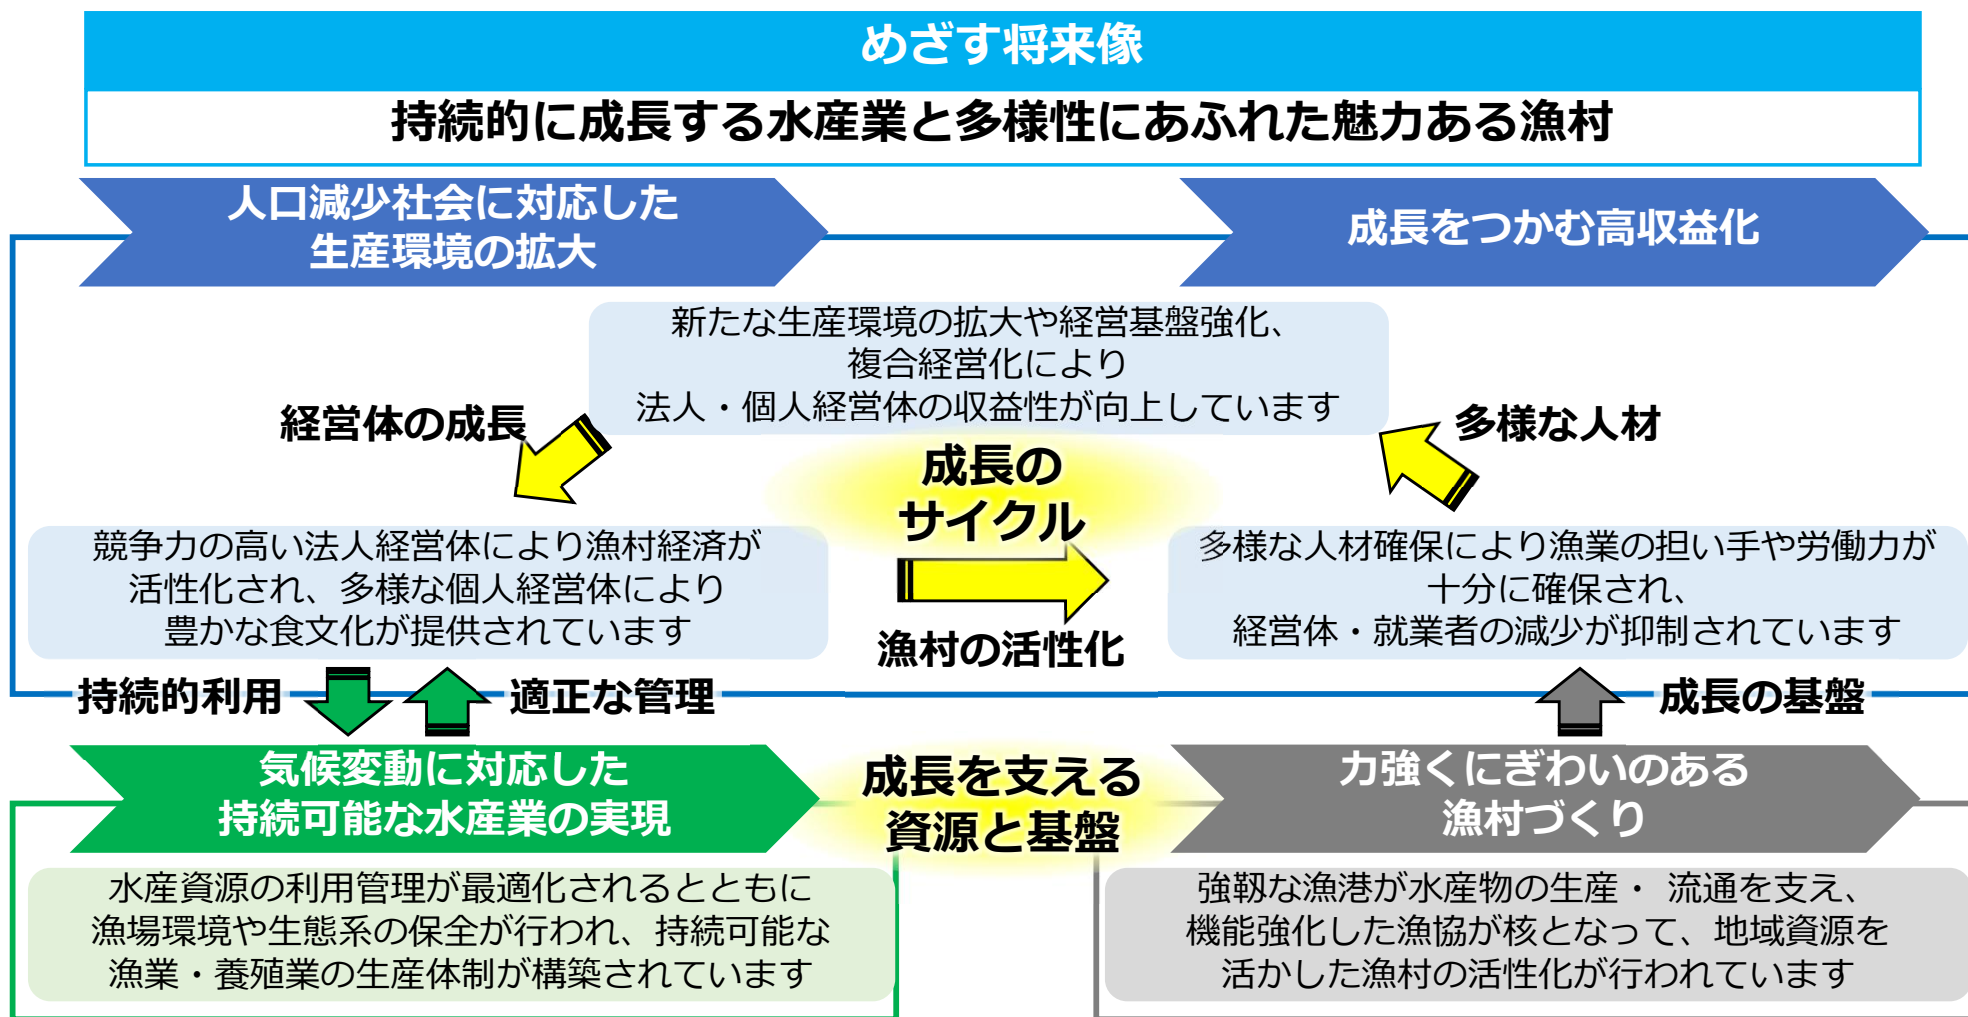 めざす将来像
持続的に成長する水産業と多様性にあふれた魅力ある漁村
人口減少社会に対応した
生産環境の拡大
成長をつかむ高収益化
新たな生産環境の拡大や経営基盤強化、
複合経営化により
法人・個人経営体の収益性が向上しています
経営体の成長
多様な人材
成長の
サイクル
競争力の高い法人経営体により漁村経済が
活性化され、多様な個人経営体により
豊かな食文化が提供されています
多様な人材確保により漁業の担い手や労働力が
十分に確保され、
経営体・就業者の減少が抑制されています
漁村の活性化
持続的利用
適正な管理
成長の基盤
気候変動に対応した
持続可能な水産業の実現
成長を支える
資源と基盤
力強くにぎわいのある
漁村づくり
水産資源の利用管理が最適化されるとともに
漁場環境や生態系の保全が行われ、持続可能な
漁業・養殖業の生産体制が構築されています
強靱な漁港が水産物の生産・ 流通を支え、
機能強化した漁協が核となって、地域資源を
活かした漁村の活性化が行われています